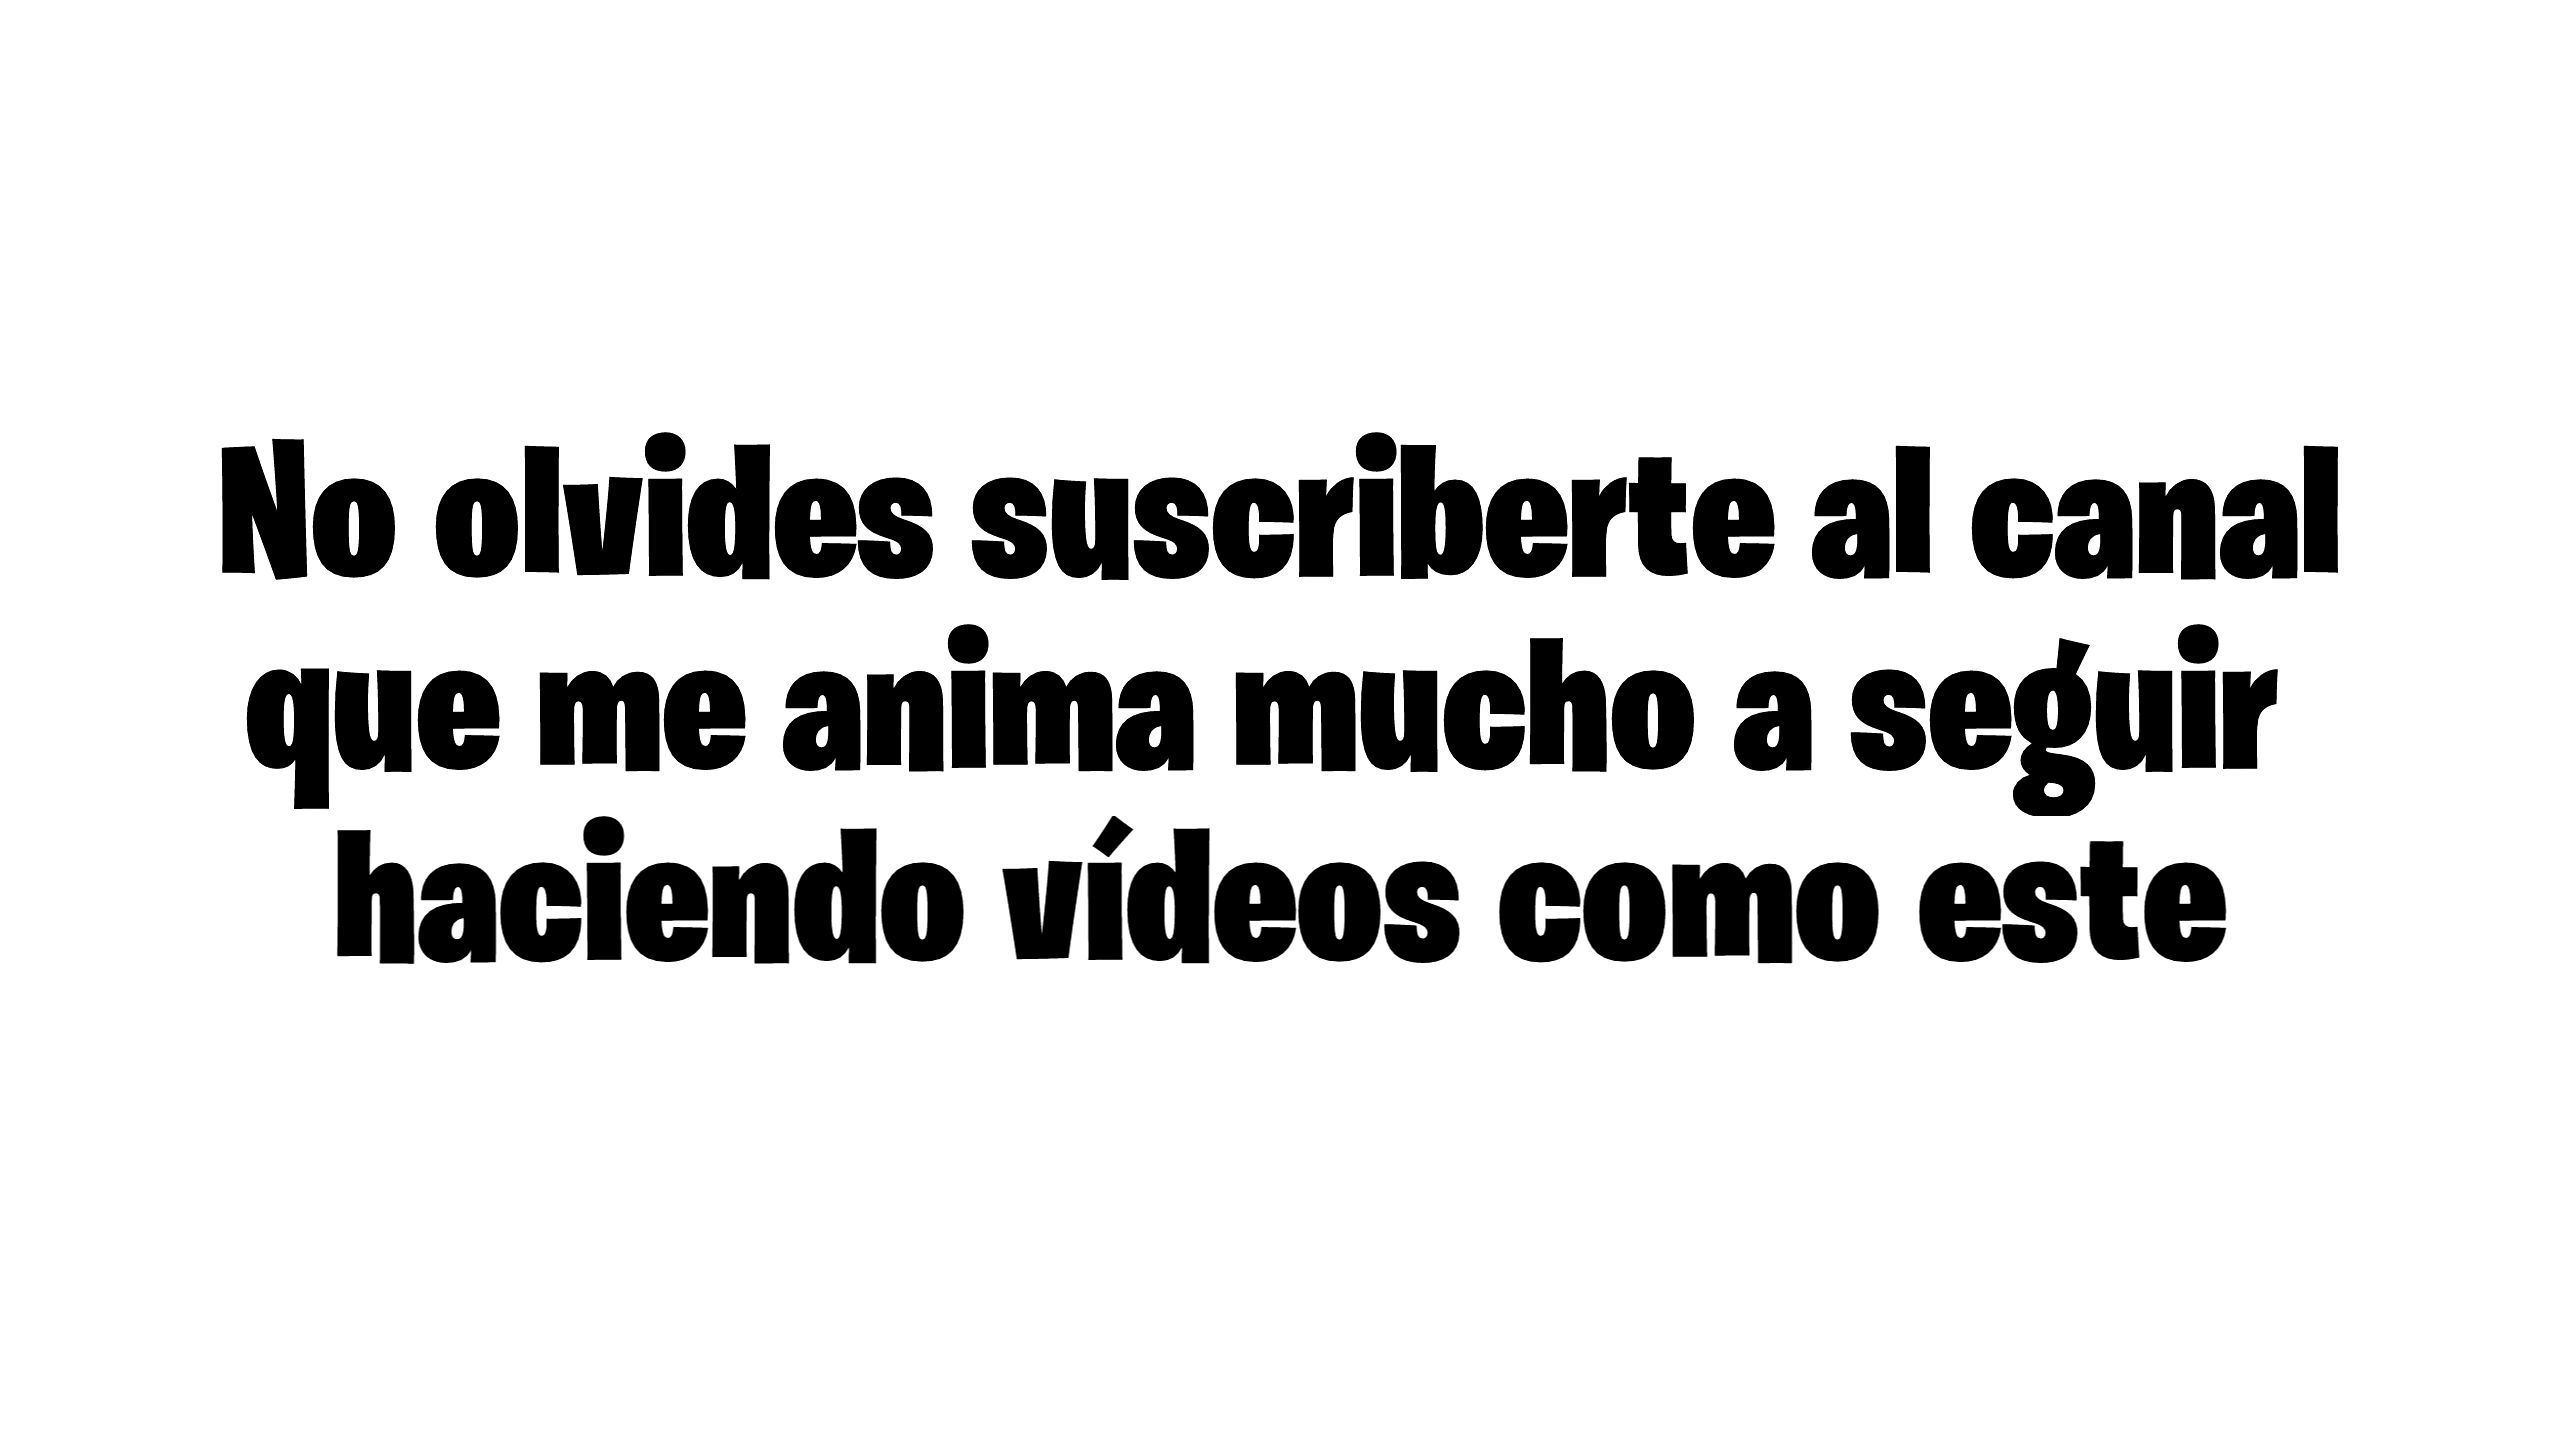 No olvides suscriberte al canal
que me anima mucho a seguir
haciendo vídeos como este